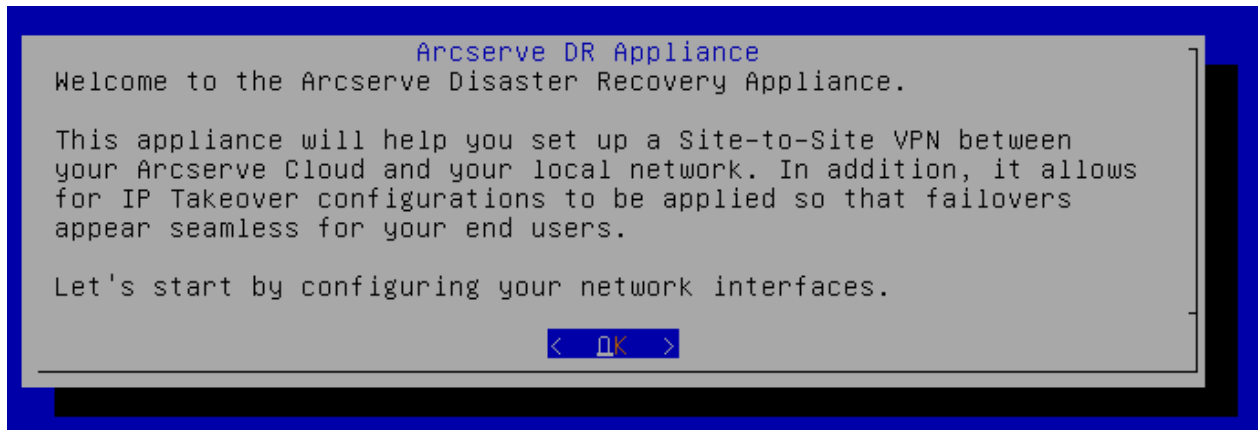 Arcserve DR Appliance
Welcome to the Arcserve Disaster Recovery Appliance.
This appliance will help you set up a Site-to-Site VPN between
your Arcserve Cloud and your local network. In addition, it allows
for IP Takeover configurations to be applied so that failovers
appear seamless for your end users.
Let's start by configuring your network interfaces.
< OK >